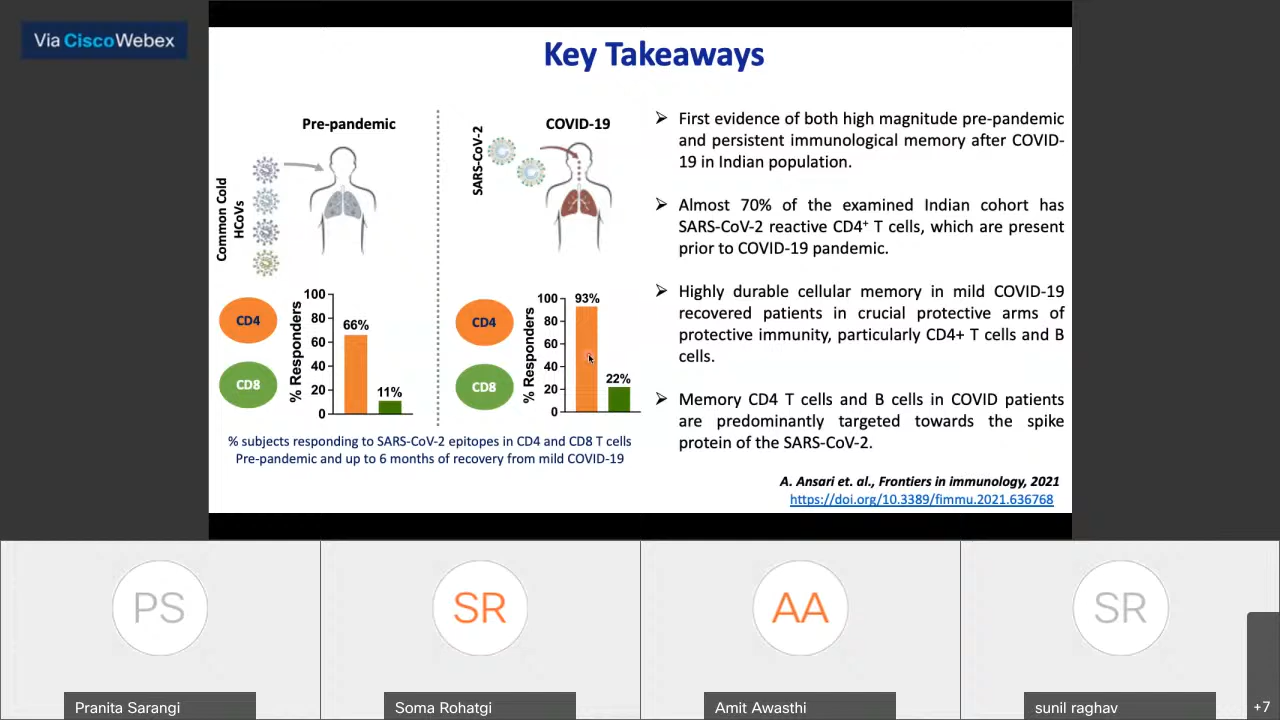 Via Cisco Webex
Key Takeaways
Pre-pandemic
Common Cold
HCoVs
CD4
CD8
% Responders
100
80
60
40
20
0
66%
11%
COVID-19
SARS-CoV-2
CD4
CD8
% Responders
100
80
60
40
20
0
93%
22%
% subjects responding to SARS-CoV-2 epitopes in CD4 and CD8 T cells
Pre-pandemic and up to 6 months of recovery from mild COVID-19
➢ First evidence of both high magnitude pre-pandemic
and persistent immunological memory after COVID-
19 in Indian population.
➢ Almost 70% of the examined Indian cohort has
SARS-CoV-2 reactive CD4⁺ T cells, which are present
prior to COVID-19 pandemic.
➢ Highly durable cellular memory in mild COVID-19
recovered patients in crucial protective arms of
protective immunity, particularly CD4+ T cells and B
cells.
➢ Memory CD4 T cells and B cells in COVID patients
are predominantly targeted towards the spike
protein of the SARS-CoV-2.
A. Ansari et. al., Frontiers in immunology, 2021
https://doi.org/10.3389/fimmu.2021.636768
PS
Pranita Sarangi
SR
Soma Rohatgi
AA
Amit Awasthi
SR
sunil raghav
+7